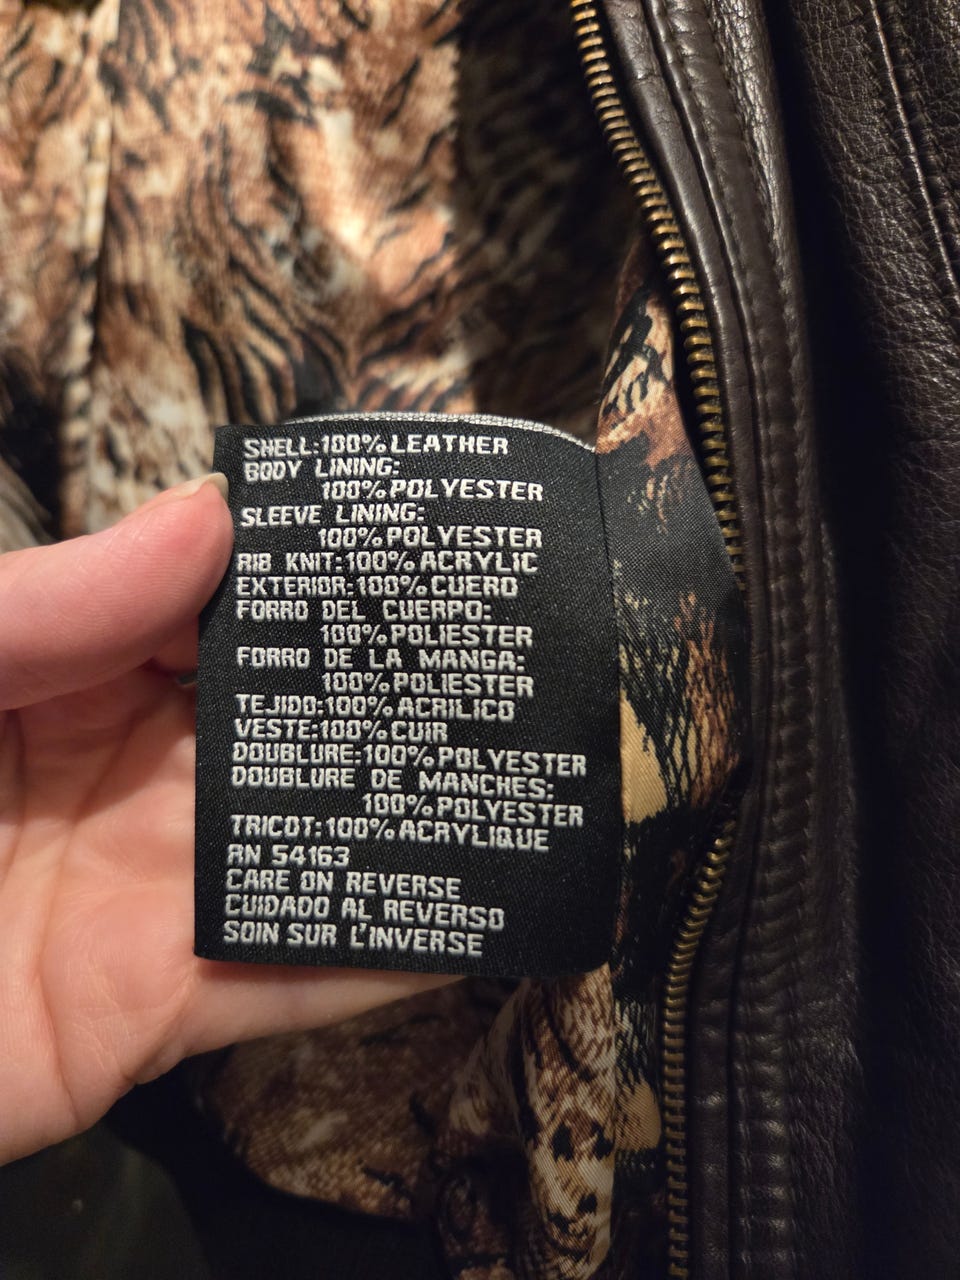 SHELL:100% LEATHER
BODY LINING:
100% POLYESTER
SLEEVE LINING:
100% POLYESTER
RIB KNIT:100% ACRYLIC
EXTERIOR:100% CUERO
FORRO DEL CUERPO:
100% POLIESTER
FORRO DE LA MANGA:
100% POLIESTER
TEJIDO:100% ACRILICO
VESTE:100% CUIR
DOUBLURE:100% POLYESTER
DOUBLURE DE MANCHES:
100% POLYESTER
TRICOT:100% ACRYLIQUE
RN 54163
CARE ON REVERSE
CUIDADO AL REVERSO
SOIN SUR L'INVERSE